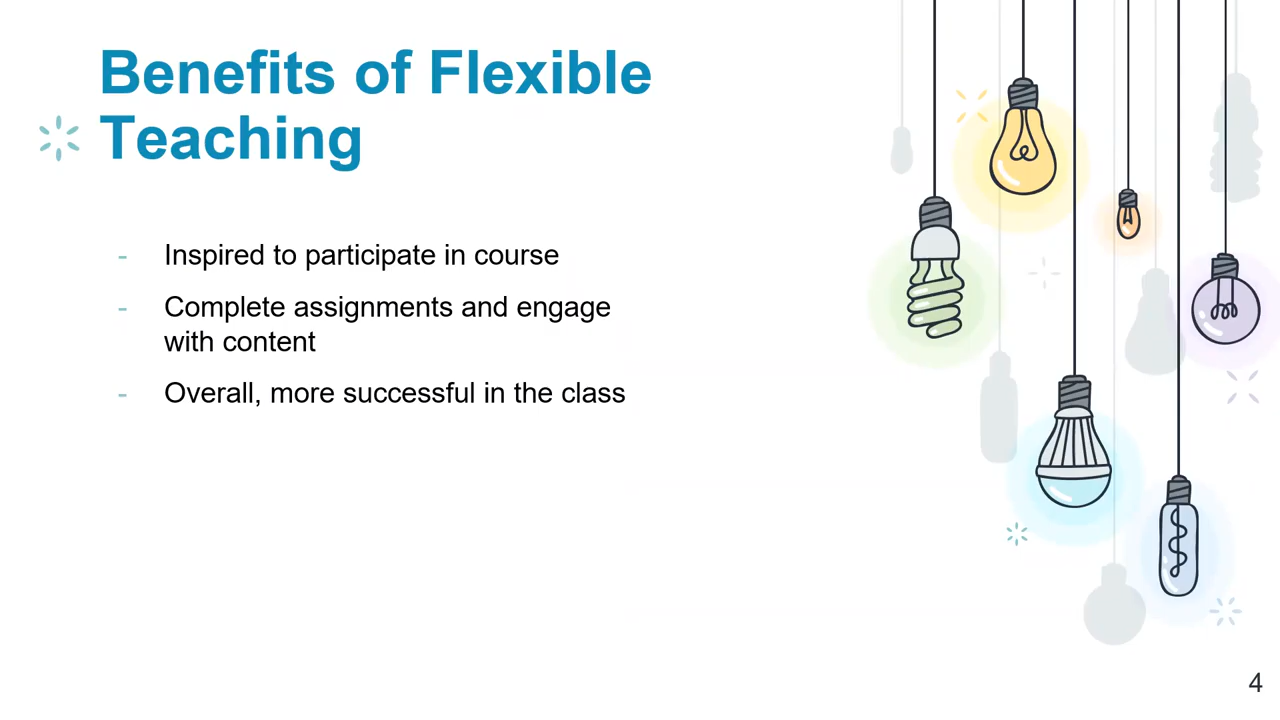 Benefits of Flexible
Teaching
- Inspired to participate in course
- Complete assignments and engage
with content
- Overall, more successful in the class
4